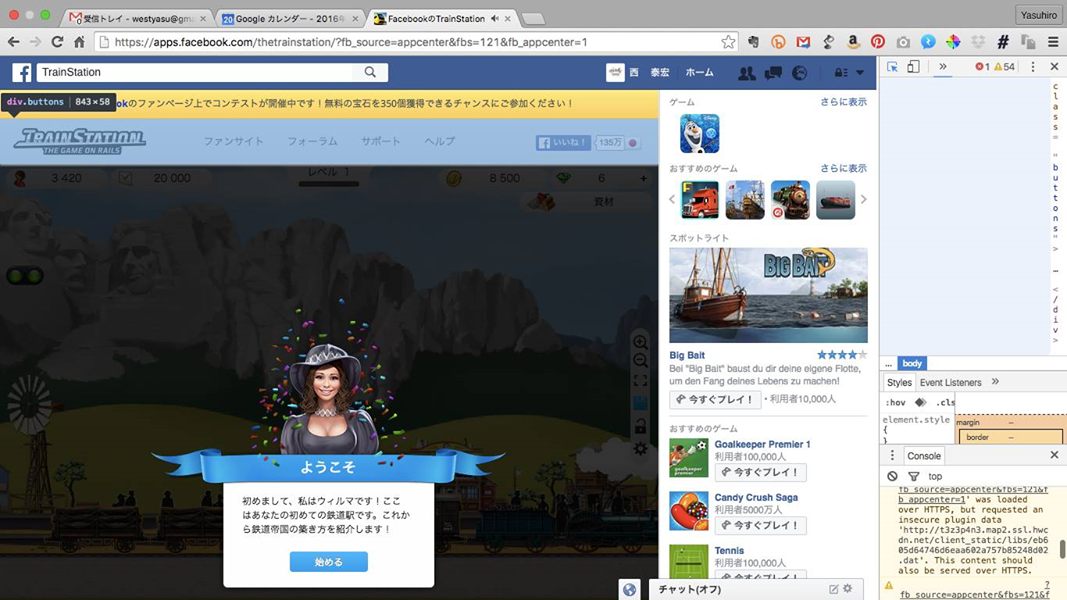 受信トレイ - westyasu@gma
Google カレンダー - 2016年
FacebookのTrainStation
Yasuhiro
https://apps.facebook.com/thetrainstation/?fb_source=appcenter&fbs=121&fb_appcenter=1
TrainStation
西 泰宏 ホーム
1 54
div.buttons 843×58
okのファンページ上でコンテストが開催中です！無料の宝石を350個獲得できるチャンスにご参加ください！
TRAINSTATION
THE GAME ON RAILS
ファンサイト フォーラム サポート ヘルプ
いいね！ 135万
3 420
20 000
レベル 1
8 500
6 +
資材
ようこそ
初めまして、私はウィルマです！ここ
はあなたの初めての鉄道駅です。これか
ら鉄道帝国の築き方を紹介します！
始める
ゲーム さらに表示
おすすめのゲーム さらに表示
スポットライト
BIG BAIT
Big Bait
Bei "Big Bait" baust du dir deine eigene Flotte,
um den Fang deines Lebens zu machen!
今すぐプレイ！ • 利用者10,000人
おすすめのゲーム
Goalkeeper Premier 1
利用者100,000人
今すぐプレイ！
goalkeeper
premier
Candy Crush Saga
利用者5000万人
今すぐプレイ！
Tennis
利用者100,000人
今すぐプレイ！
チャット(オフ)
class=
"buttons">
…
</div>
... body
Styles Event Listeners »
:hov .cls
element.style
{
}
margin –
border –
Console
top
fb_source=appcenter&fbs=121&f
b_appcenter=1' was loaded
over HTTPS, but requested an
insecure plugin data
'http://t3z3p4n3.map2.ssl.hwc
dn.net/client_static/libs/eb6
05d64746d6eaa602a757b85248d02
.dat'. This content should
also be served over HTTPS.
?
fb_source=appcenter&fbs=121&f